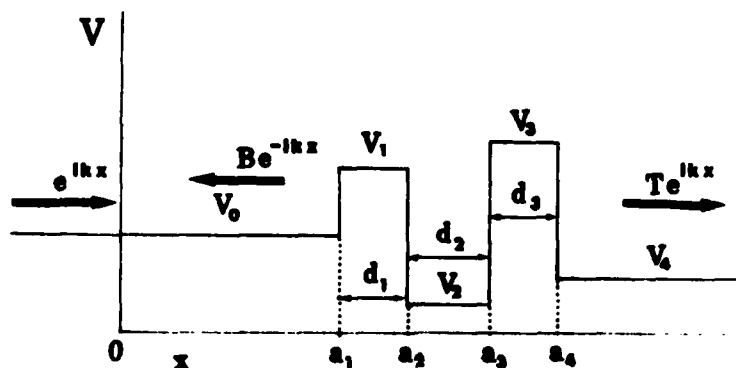 V
V₁
V₃
e^{ikx}
Be^{-ikx}
V₀
Te^{ikx}
d₃
d₂
d₁
V₂
V₄
0
x
a₁
a₂
a₃
a₄